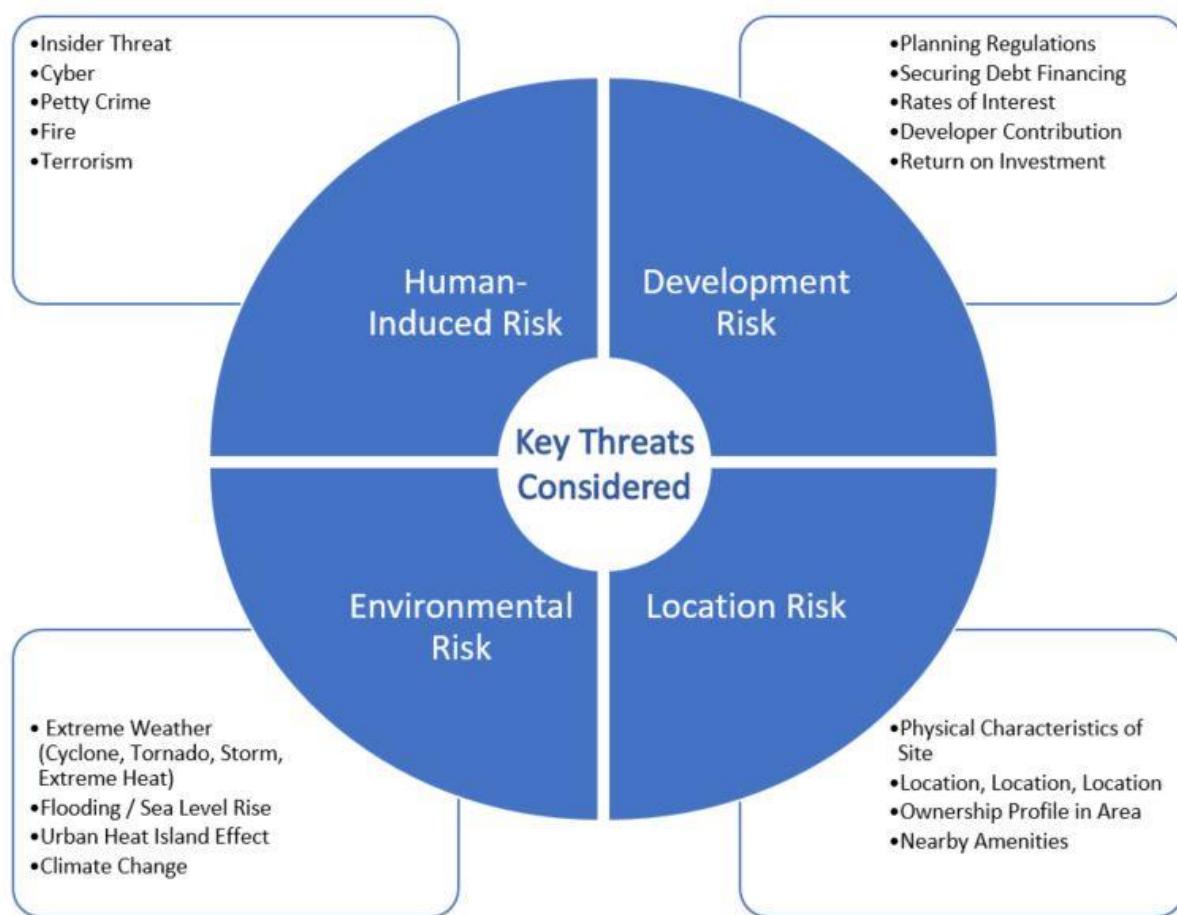 •Insider Threat
•Cyber
•Petty Crime
•Fire
•Terrorism
•Planning Regulations
•Securing Debt Financing
•Rates of Interest
•Developer Contribution
•Return on Investment
Human-
Induced Risk
Development
Risk
Key Threats
Considered
Environmental
Risk
Location Risk
• Extreme Weather
(Cyclone, Tornado, Storm,
Extreme Heat)
•Flooding / Sea Level Rise
•Urban Heat Island Effect
•Climate Change
•Physical Characteristics of
Site
•Location, Location, Location
•Ownership Profile in Area
•Nearby Amenities